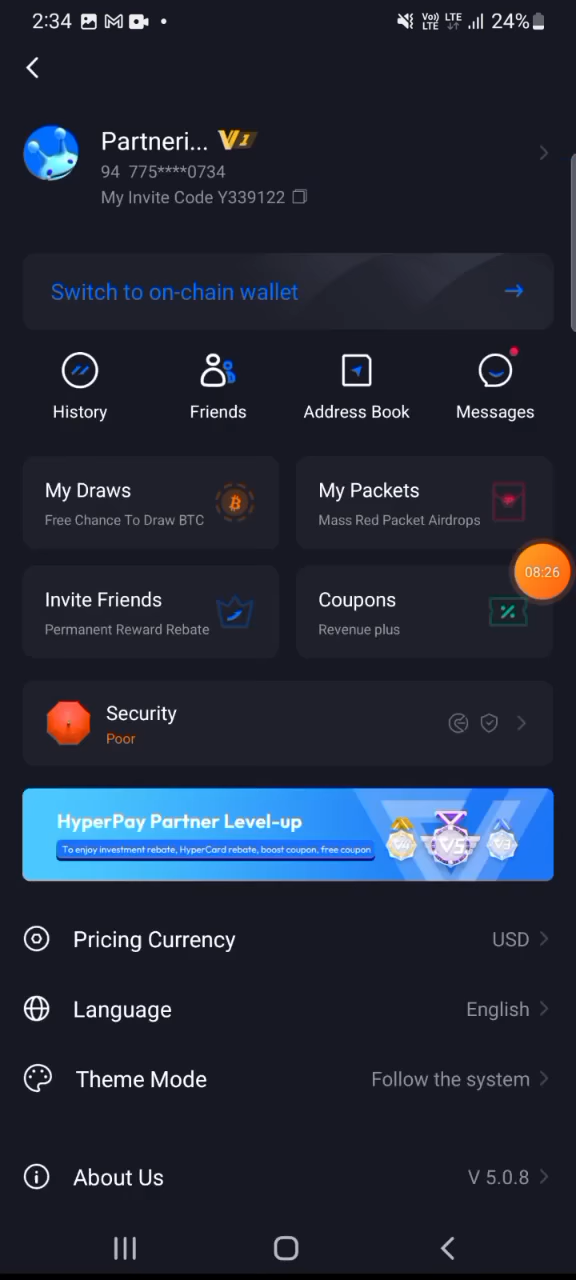 2:34
24%
Partneri... V1
94 775****0734
My Invite Code Y339122
Switch to on-chain wallet
History Friends Address Book Messages
My Draws
Free Chance To Draw BTC
My Packets
Mass Red Packet Airdrops
08:26
Invite Friends
Permanent Reward Rebate
Coupons
Revenue plus
Security
Poor
HyperPay Partner Level-up
To enjoy investment rebate, HyperCard rebate, boost coupon, free coupon
V5
V3
Pricing Currency USD
Language English
Theme Mode Follow the system
About Us V 5.0.8